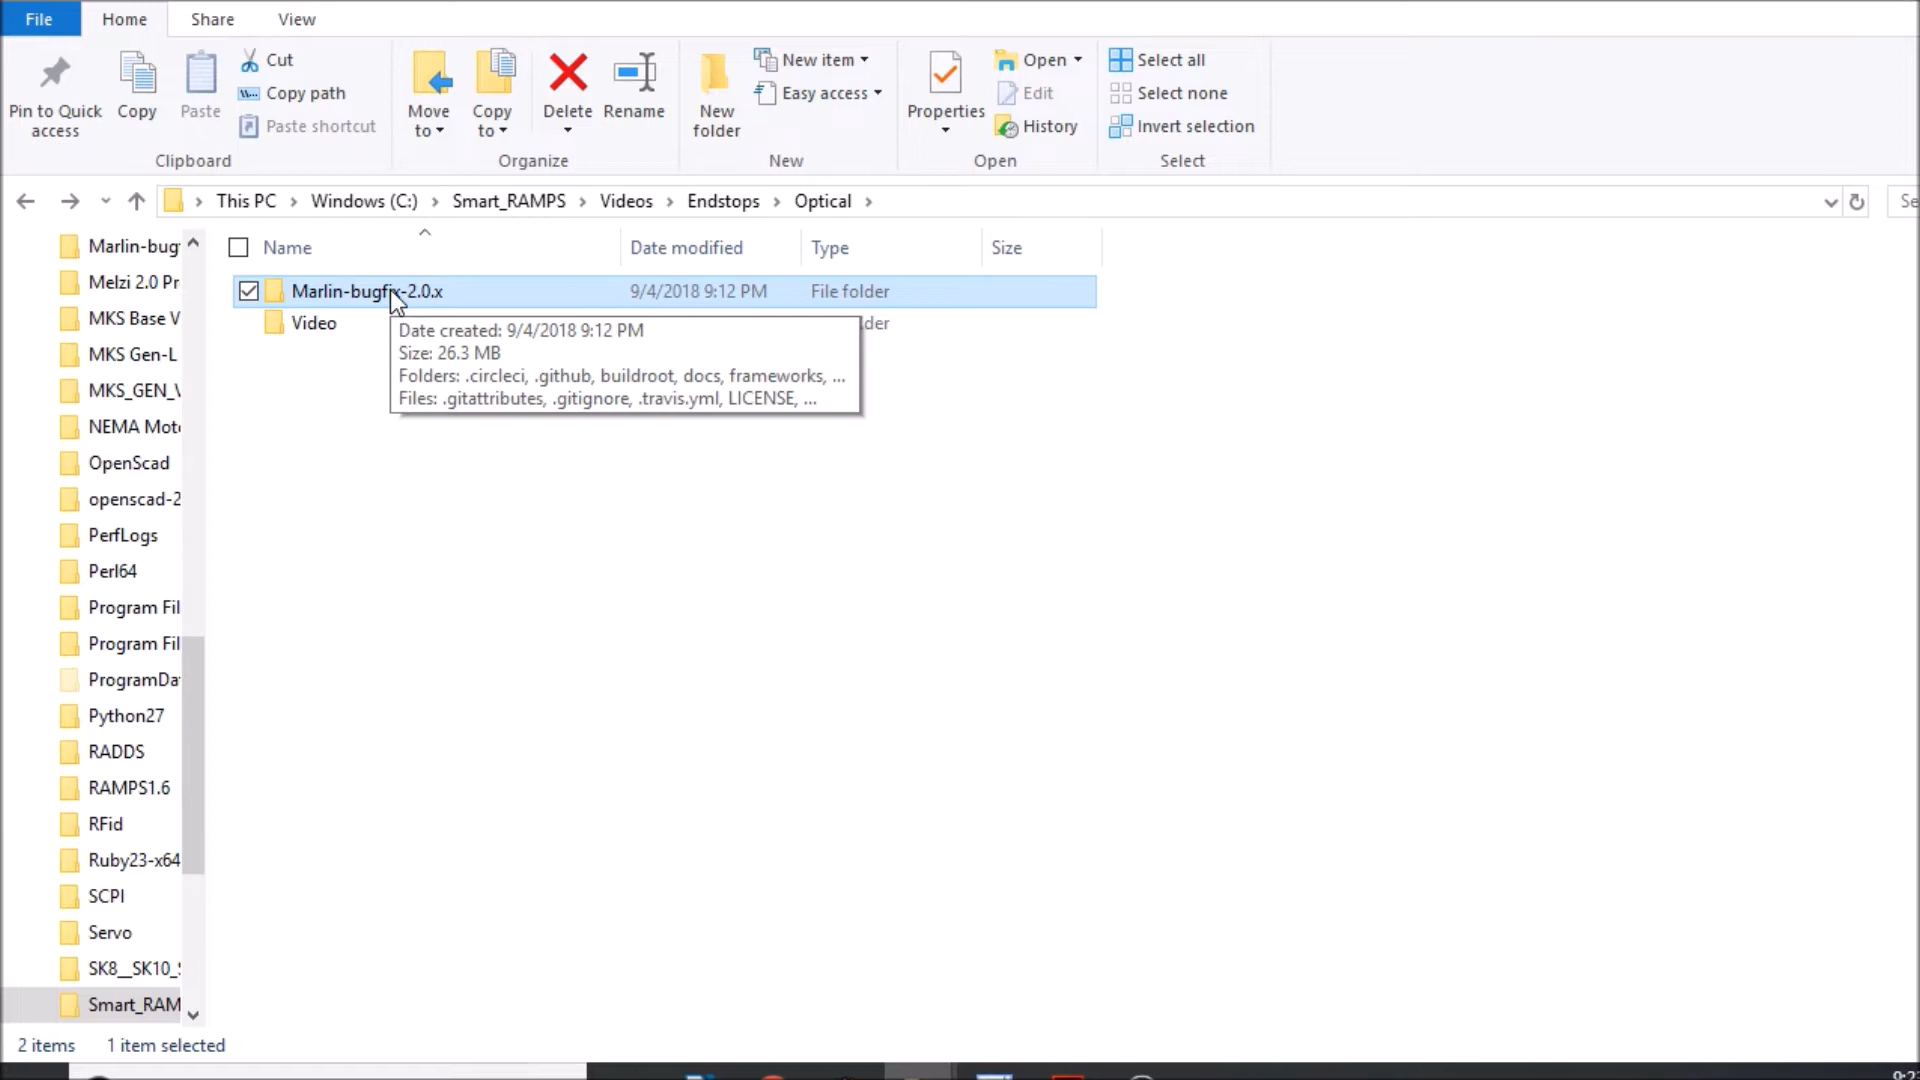 File Home Share View
Pin to Quick access
Copy
Paste
Cut
Copy path
Paste shortcut
Clipboard
Move to
Copy to
Delete
Rename
Organize
New folder
New item
Easy access
New
Properties
Open
Edit
History
Open
Select all
Select none
Invert selection
Select
This PC > Windows (C:) > Smart_RAMPS > Videos > Endstops > Optical >
Se
Name Date modified Type Size
Marlin-bugfix-2.0.x 9/4/2018 9:12 PM File folder
Video
Date created: 9/4/2018 9:12 PM
Size: 26.3 MB
Folders: .circleci, .github, buildroot, docs, frameworks, ...
Files: .gitattributes, .gitignore, .travis.yml, LICENSE, ...
der
Marlin-bug
Melzi 2.0 Pr
MKS Base V
MKS Gen-L
MKS_GEN_V
NEMA Mot
OpenScad
openscad-2
PerfLogs
Perl64
Program Fil
Program Fil
ProgramDa
Python27
RADDS
RAMPS1.6
RFid
Ruby23-x64
SCPI
Servo
SK8__SK10_
Smart_RAM
2 items 1 item selected